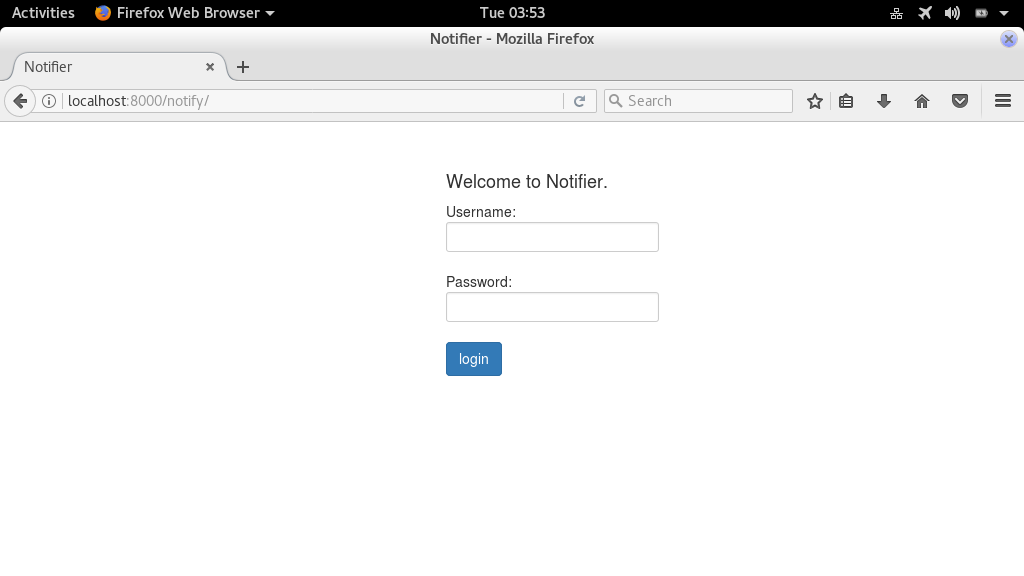 Activities Firefox Web Browser Tue 03:53
Notifier - Mozilla Firefox
Notifier
localhost:8000/notify/ Search
Welcome to Notifier.
Username:
Password:
login